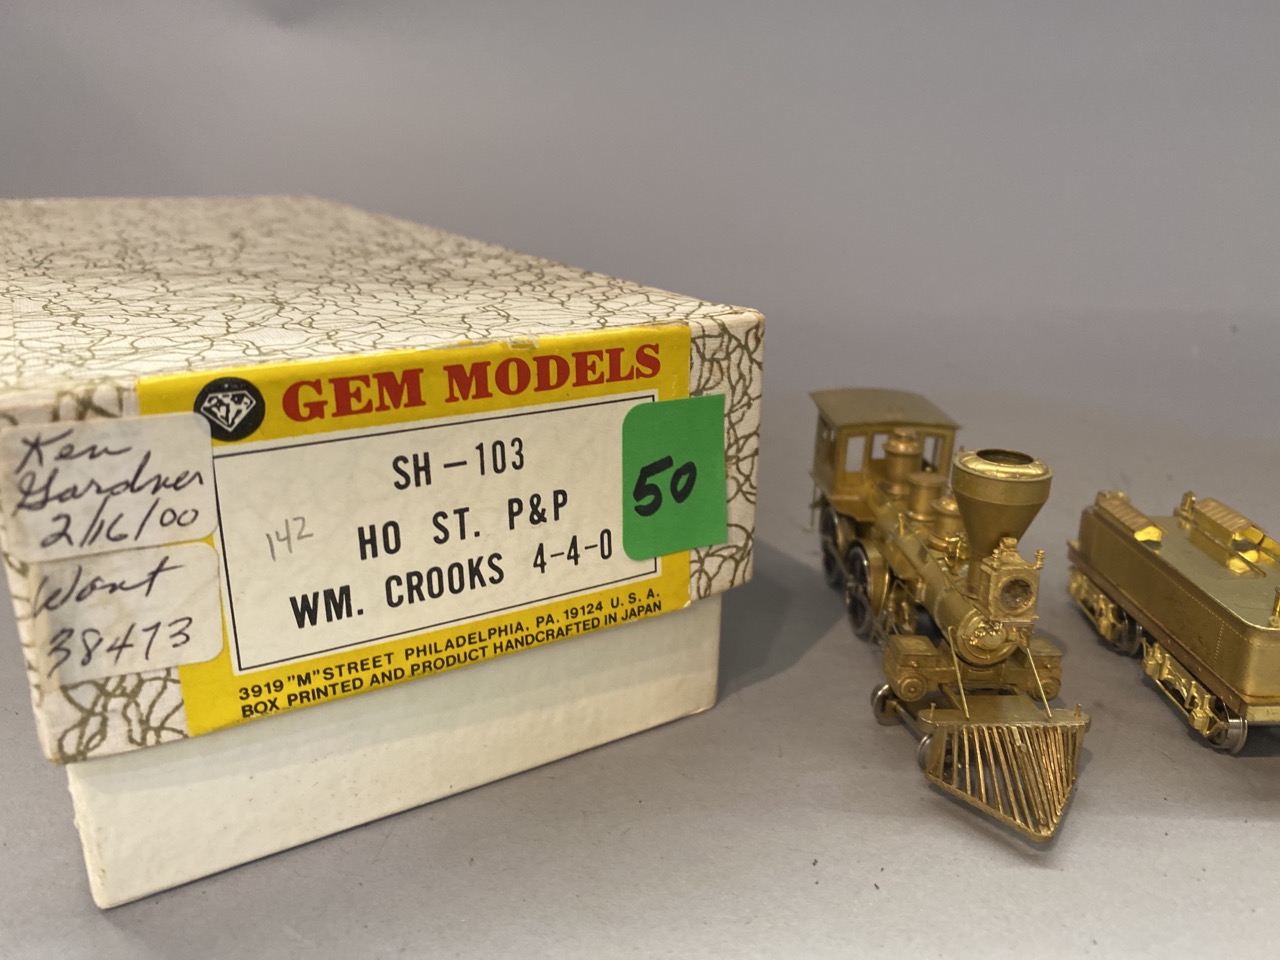 GEM MODELS
SH-103
HO ST. P&P
WM. CROOKS 4-4-0
3919 "M" STREET PHILADELPHIA, PA. 19124 U.S.A.
BOX PRINTED AND PRODUCT HANDCRAFTED IN JAPAN
Ken
Gardner
2/16/00
Want
38473
142
50